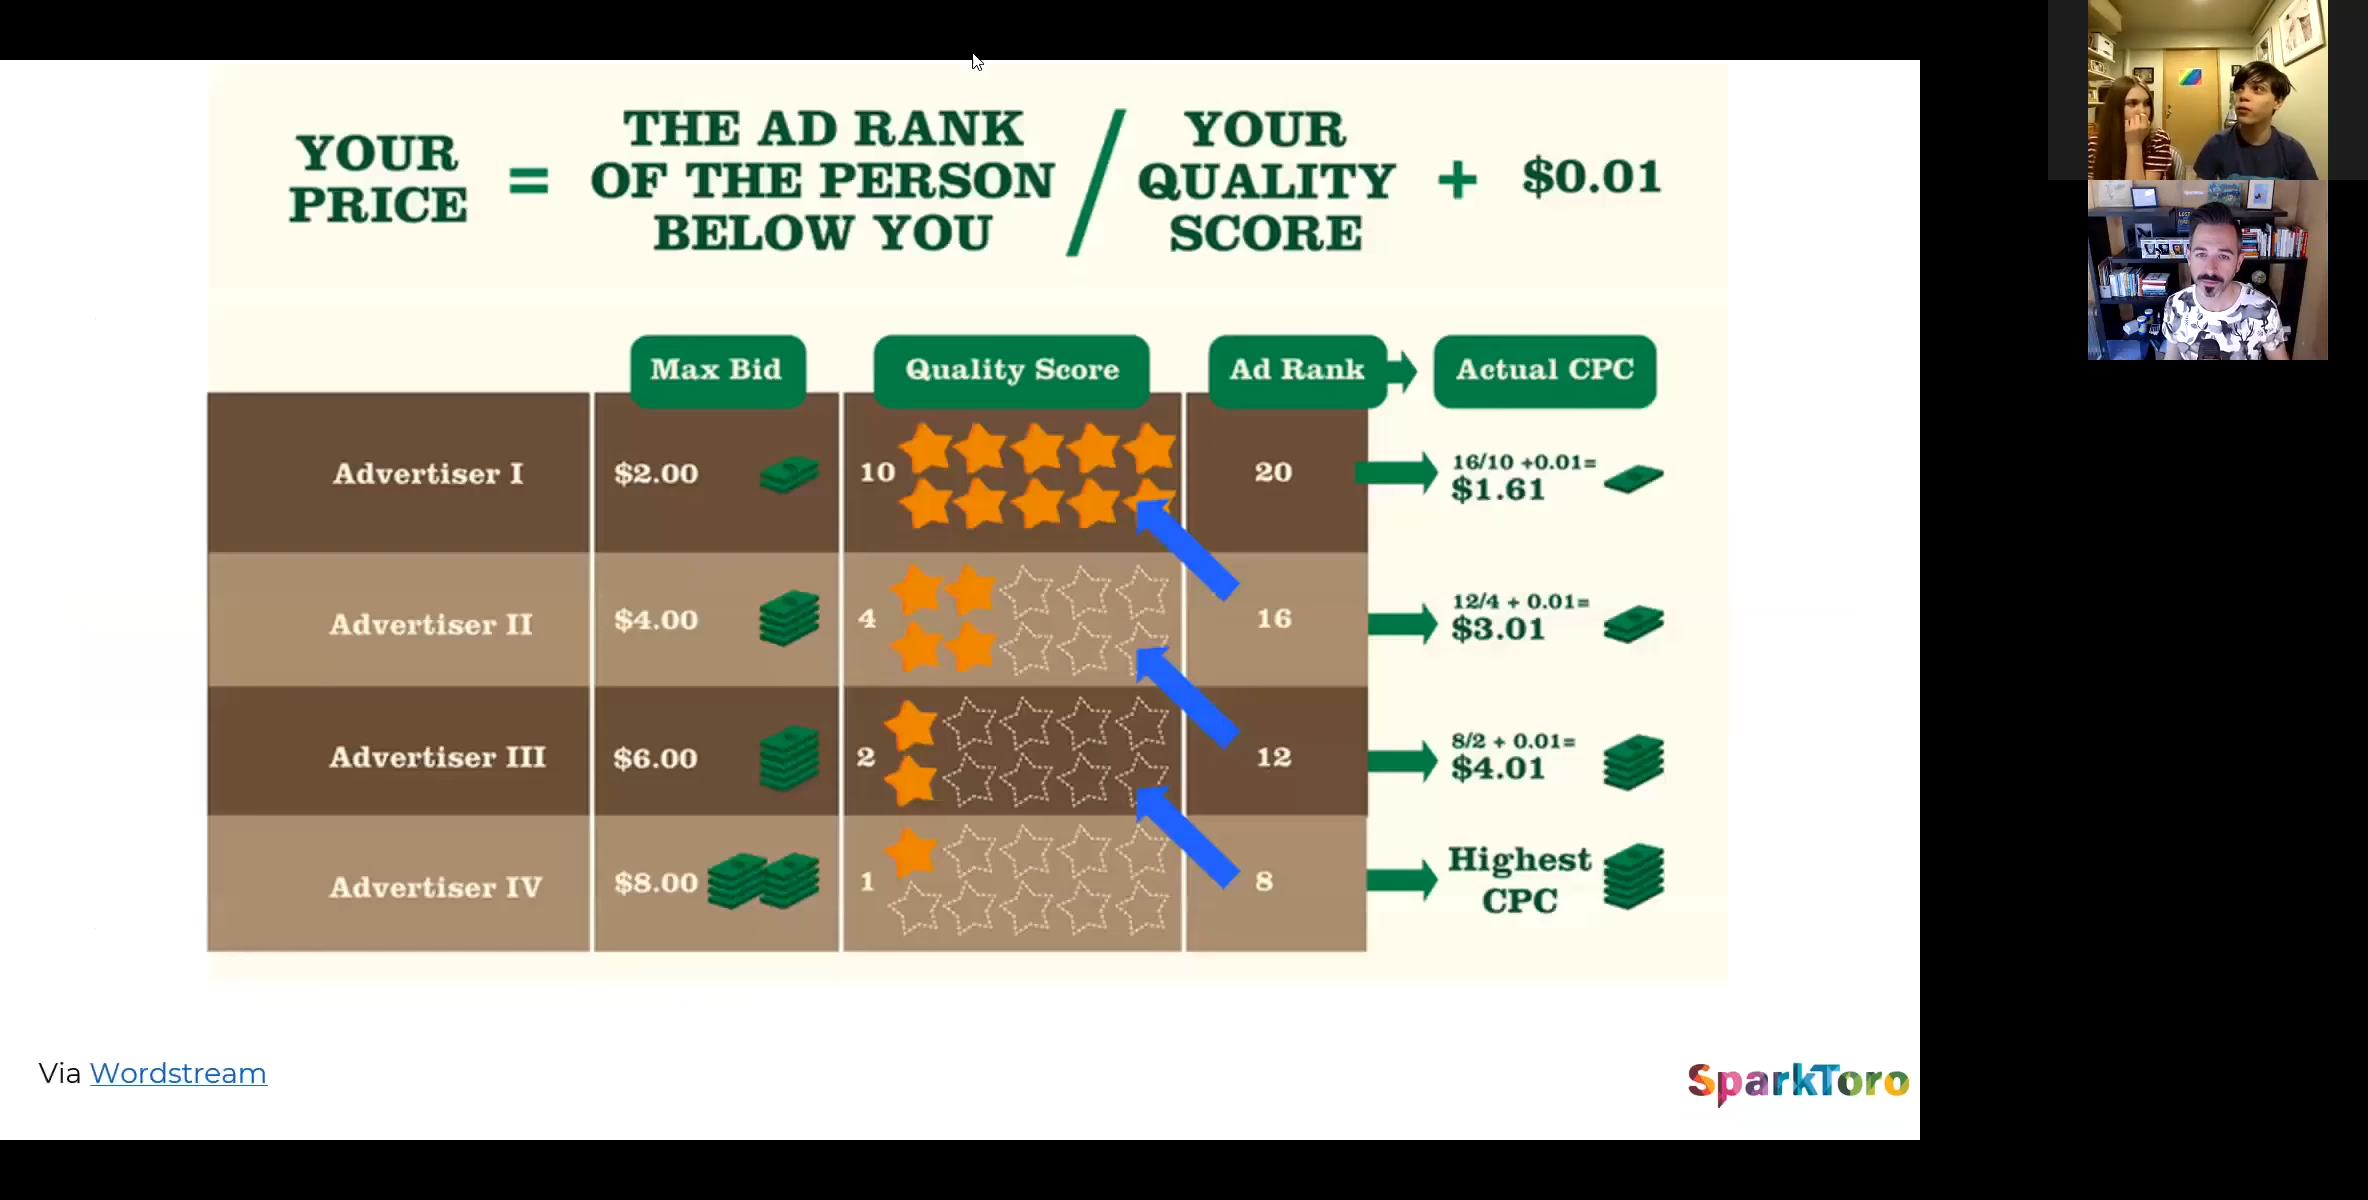 YOUR
PRICE
=
THE AD RANK
OF THE PERSON
BELOW YOU
/
YOUR
QUALITY
SCORE
+
$0.01
Max Bid
Quality Score
Ad Rank
Actual CPC
Advertiser I
$2.00
10
20
16/10 +0.01=
$1.61
Advertiser II
$4.00
4
16
12/4 + 0.01=
$3.01
Advertiser III
$6.00
2
12
8/2 + 0.01=
$4.01
Advertiser IV
$8.00
1
8
Highest
CPC
Via Wordstream
SparkToro